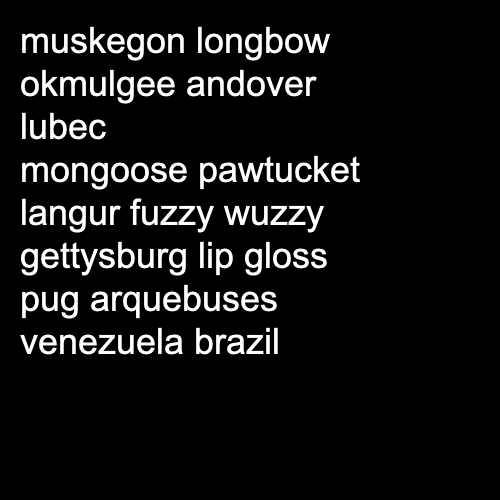 muskegon longbow
okmulgee andover
lubec
mongoose pawtucket
langur fuzzy wuzzy
gettysburg lip gloss
pug arquebuses
venezuela brazil